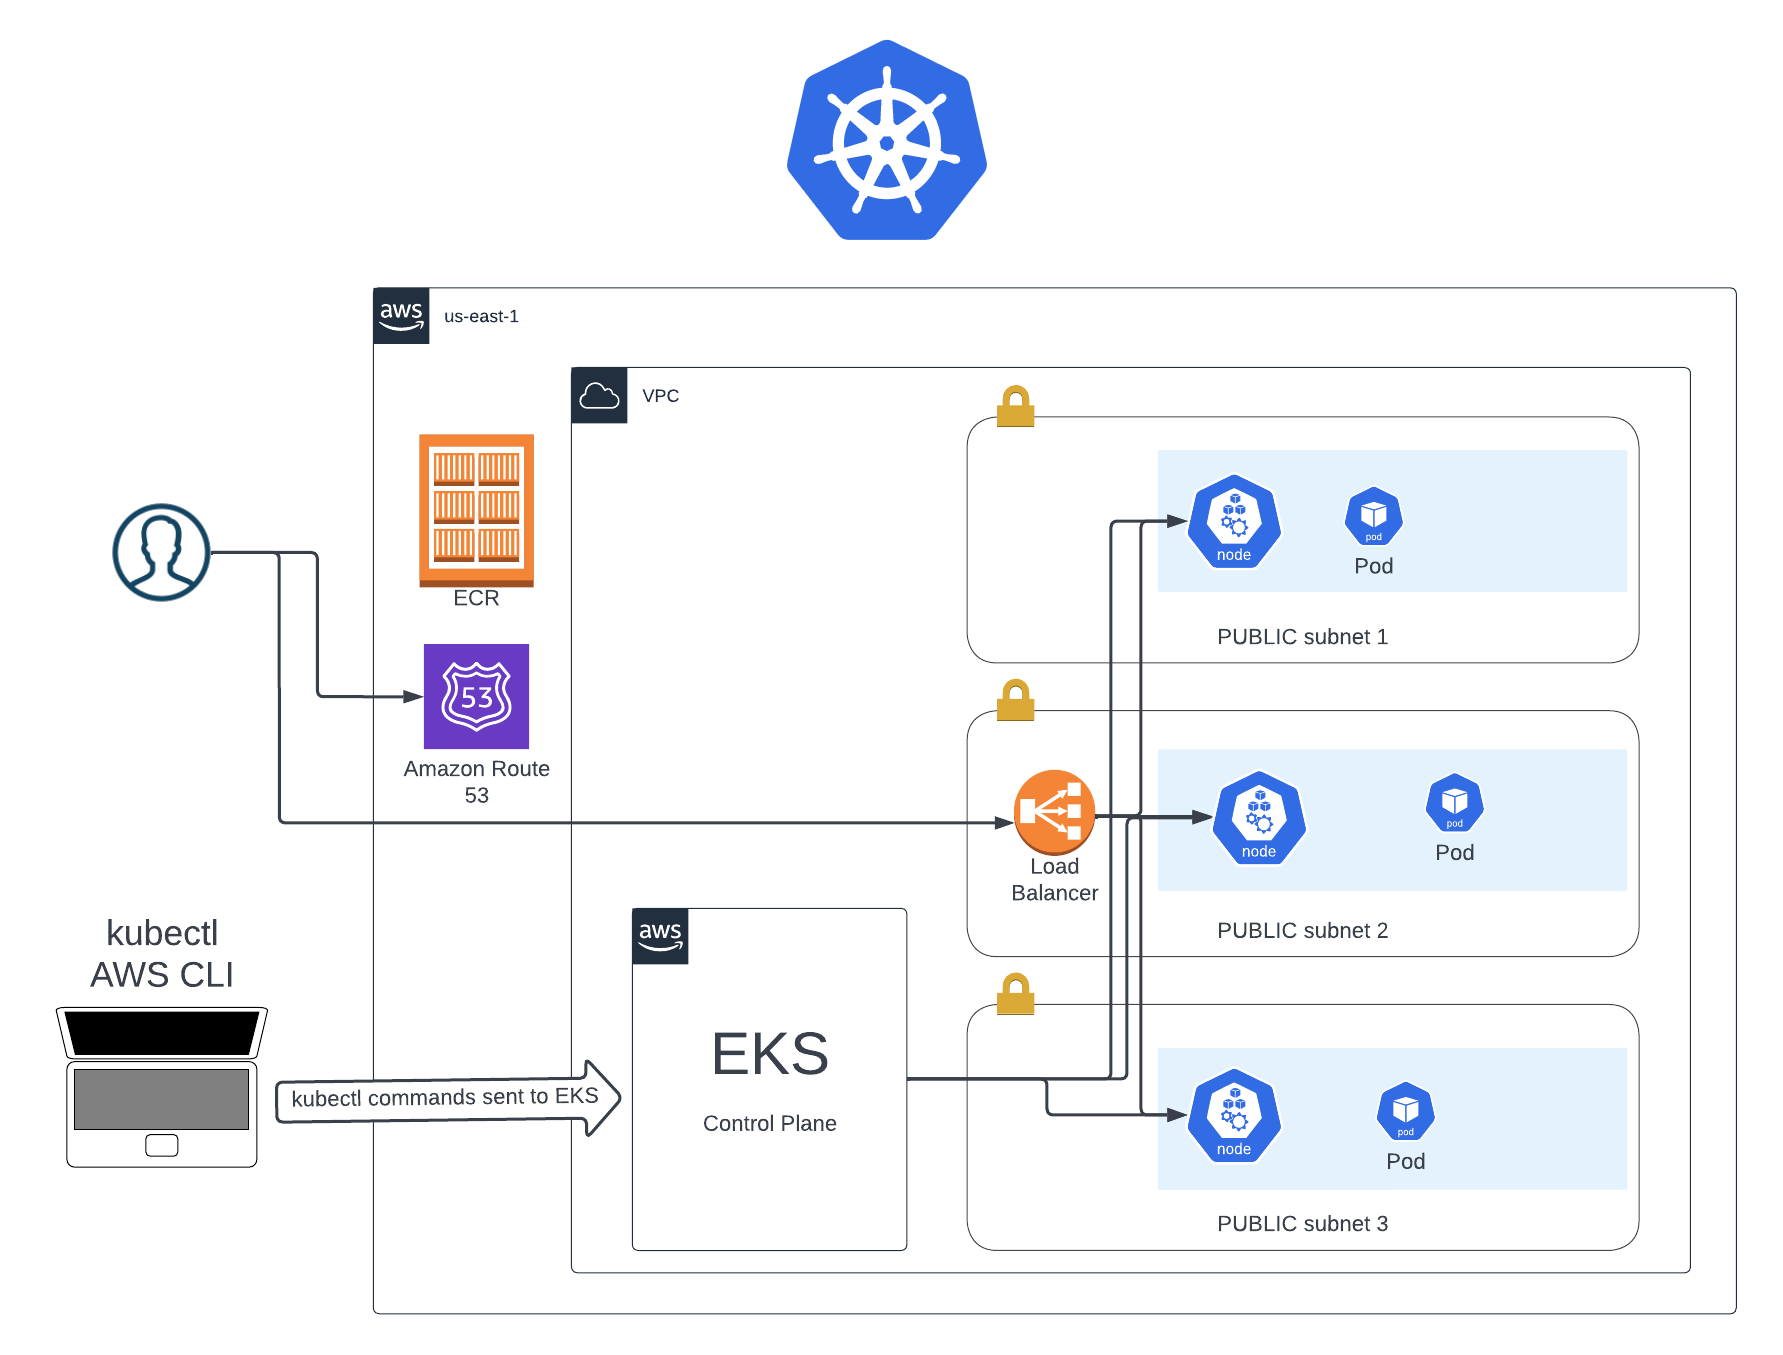 aws
us-east-1
VPC
node
pod
Pod
ECR
PUBLIC subnet 1
53
Amazon Route
53
node
pod
Pod
Load
Balancer
PUBLIC subnet 2
kubectl
AWS CLI
aws
EKS
kubectl commands sent to EKS
Control Plane
node
pod
Pod
PUBLIC subnet 3